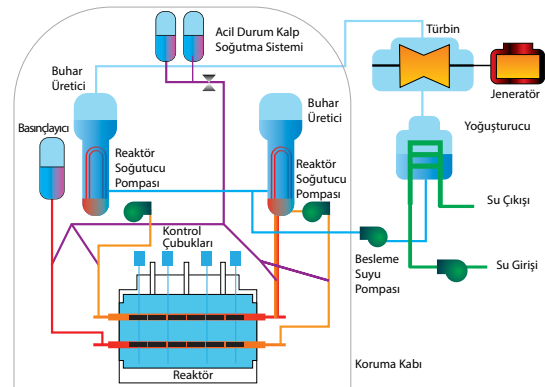 Acil Durum Kalp
Soğutma Sistemi
Türbin
Jeneratör
Buhar
Üretici
Buhar
Üretici
Basınçlayıcı
Yoğuşturucu
Reaktör
Soğutucu
Pompası
Reaktör
Soğutucu
Pompası
Kontrol
Çubukları
Su Çıkışı
Besleme
Suyu
Pompası
Su Girişi
Koruma Kabı
Reaktör